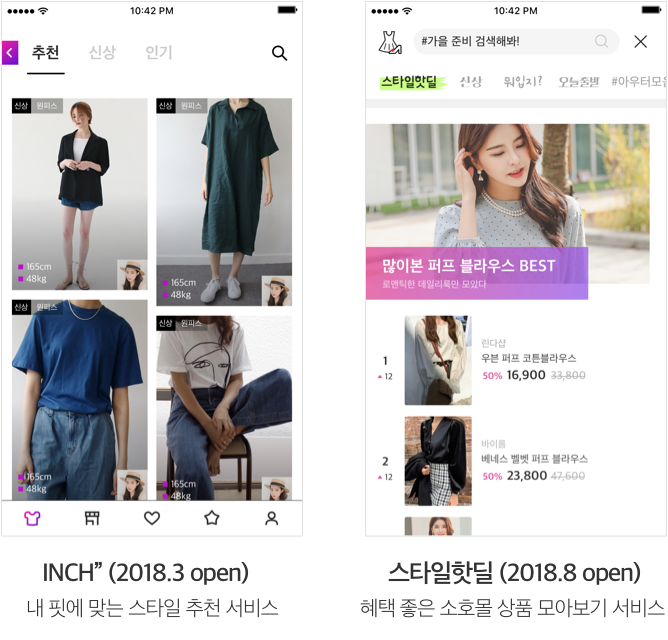 10:42 PM
추천 신상 인기
신상 원피스
165cm
48kg
신상 원피스
165cm
48kg
신상 원피스
165cm
48kg
신상 원피스
165cm
48kg
INCH” (2018.3 open)
내 핏에 맞는 스타일 추천 서비스
10:42 PM
#가을 준비 검색해봐!
스타일핫딜 신상 뭐입지? 오늘출발 #아우터모음
많이본 퍼프 블라우스 BEST
로맨틱한 데일리룩만 모았다
1
12
린다샵
우븐 퍼프 코튼블라우스
50% 16,900 33,800
2
12
바이름
베네스 벨벳 퍼프 블라우스
50% 23,800 47,600
스타일핫딜 (2018.8 open)
혜택 좋은 소호몰 상품 모아보기 서비스